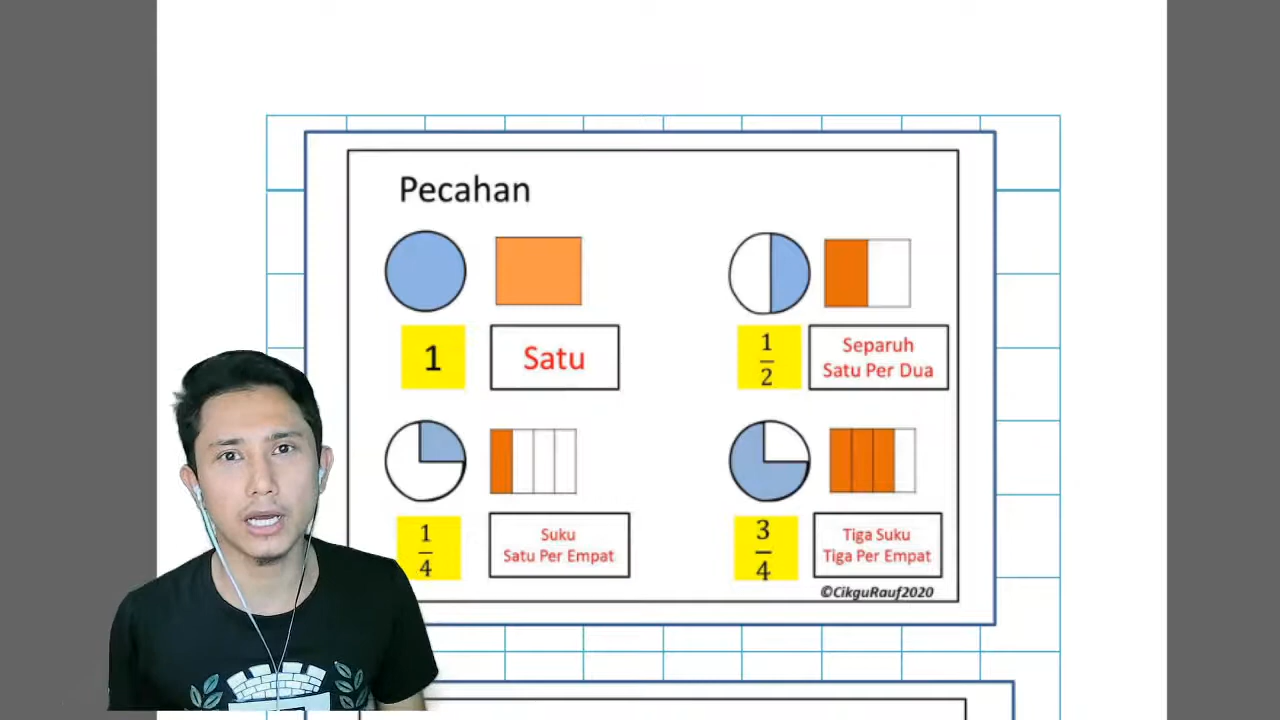 Pecahan
1
Satu
1
2
Separuh
Satu Per Dua
1
4
Suku
Satu Per Empat
3
4
Tiga Suku
Tiga Per Empat
©CikguRauf2020